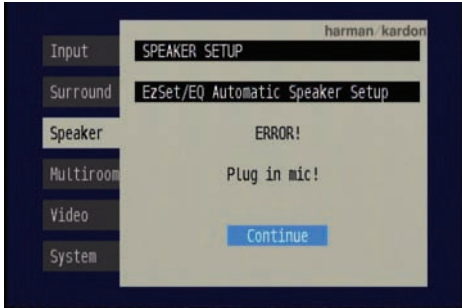 harman/kardon
Input
SPEAKER SETUP
Surround
EzSet/EQ Automatic Speaker Setup
Speaker
ERROR!
Multiroom
Plug in mic!
Video
Continue
System